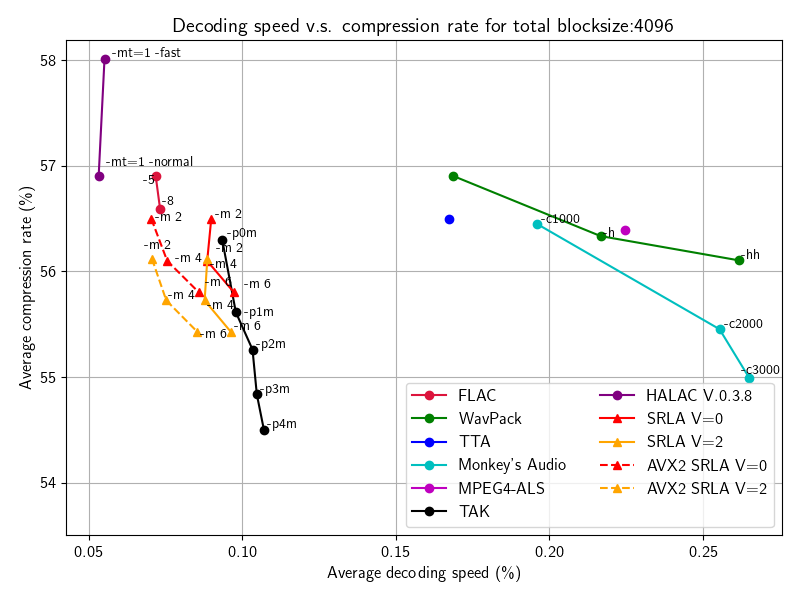 Decoding speed v.s. compression rate for total blocksize:4096
58
57
56
55
54
Average compression rate (%)
-mt=1 -fast
-mt=1 -normal
-5
-8
-m 2
-m 2
-p0m
-m 2
-m 2
-m 4
-m 4
-m 6
-m 6
-m 4
-m 4
-p1m
-m 6
-m 6
-p2m
-p3m
-p4m
-c1000
-h
-hh
-c2000
-c3000
FLAC
WavPack
TTA
Monkey's Audio
MPEG4-ALS
TAK
HALAC V.0.3.8
SRLA V=0
SRLA V=2
AVX2 SRLA V=0
AVX2 SRLA V=2
0.05
0.10
0.15
0.20
0.25
Average decoding speed (%)